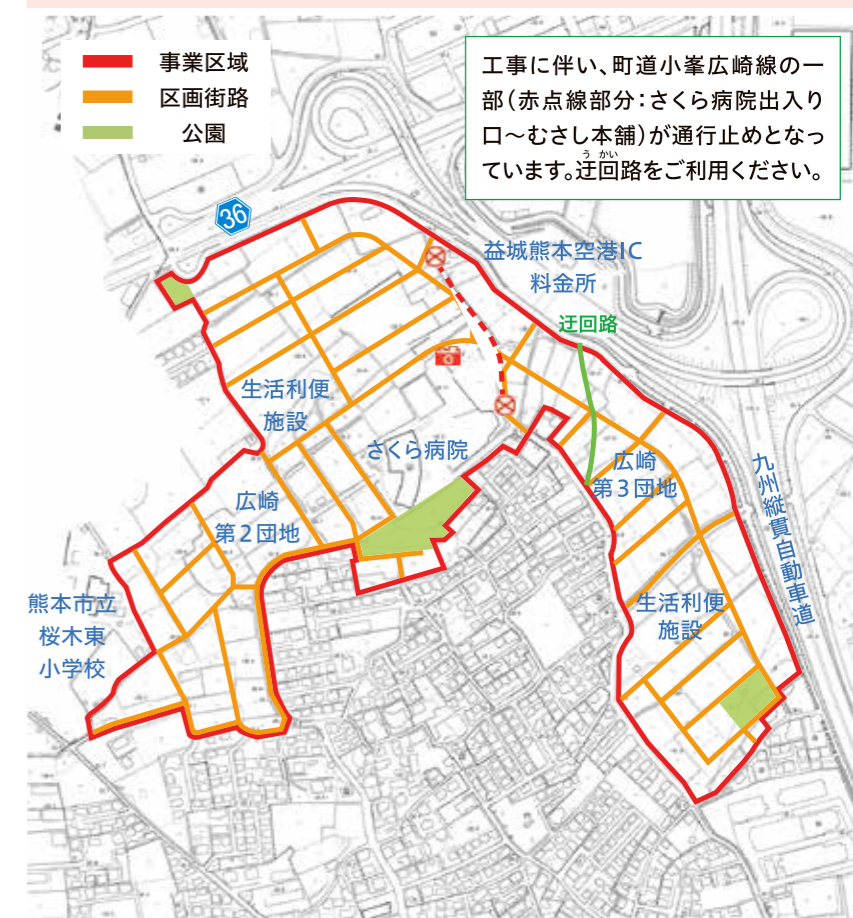 事業区域
区画街路
公園
工事に伴い、町道小峯広崎線の一
部(赤点線部分:さくら病院出入り
口〜むさし本舗)が通行止めとなっ
うかい
ています。迂回路をご利用ください。
36
益城熊本空港IC
料金所
迂回路
生活利便
施設
さくら病院
広崎
第2団地
広崎
第3団地
九州縦貫自動車道
熊本市立
桜木東
小学校
生活利便
施設